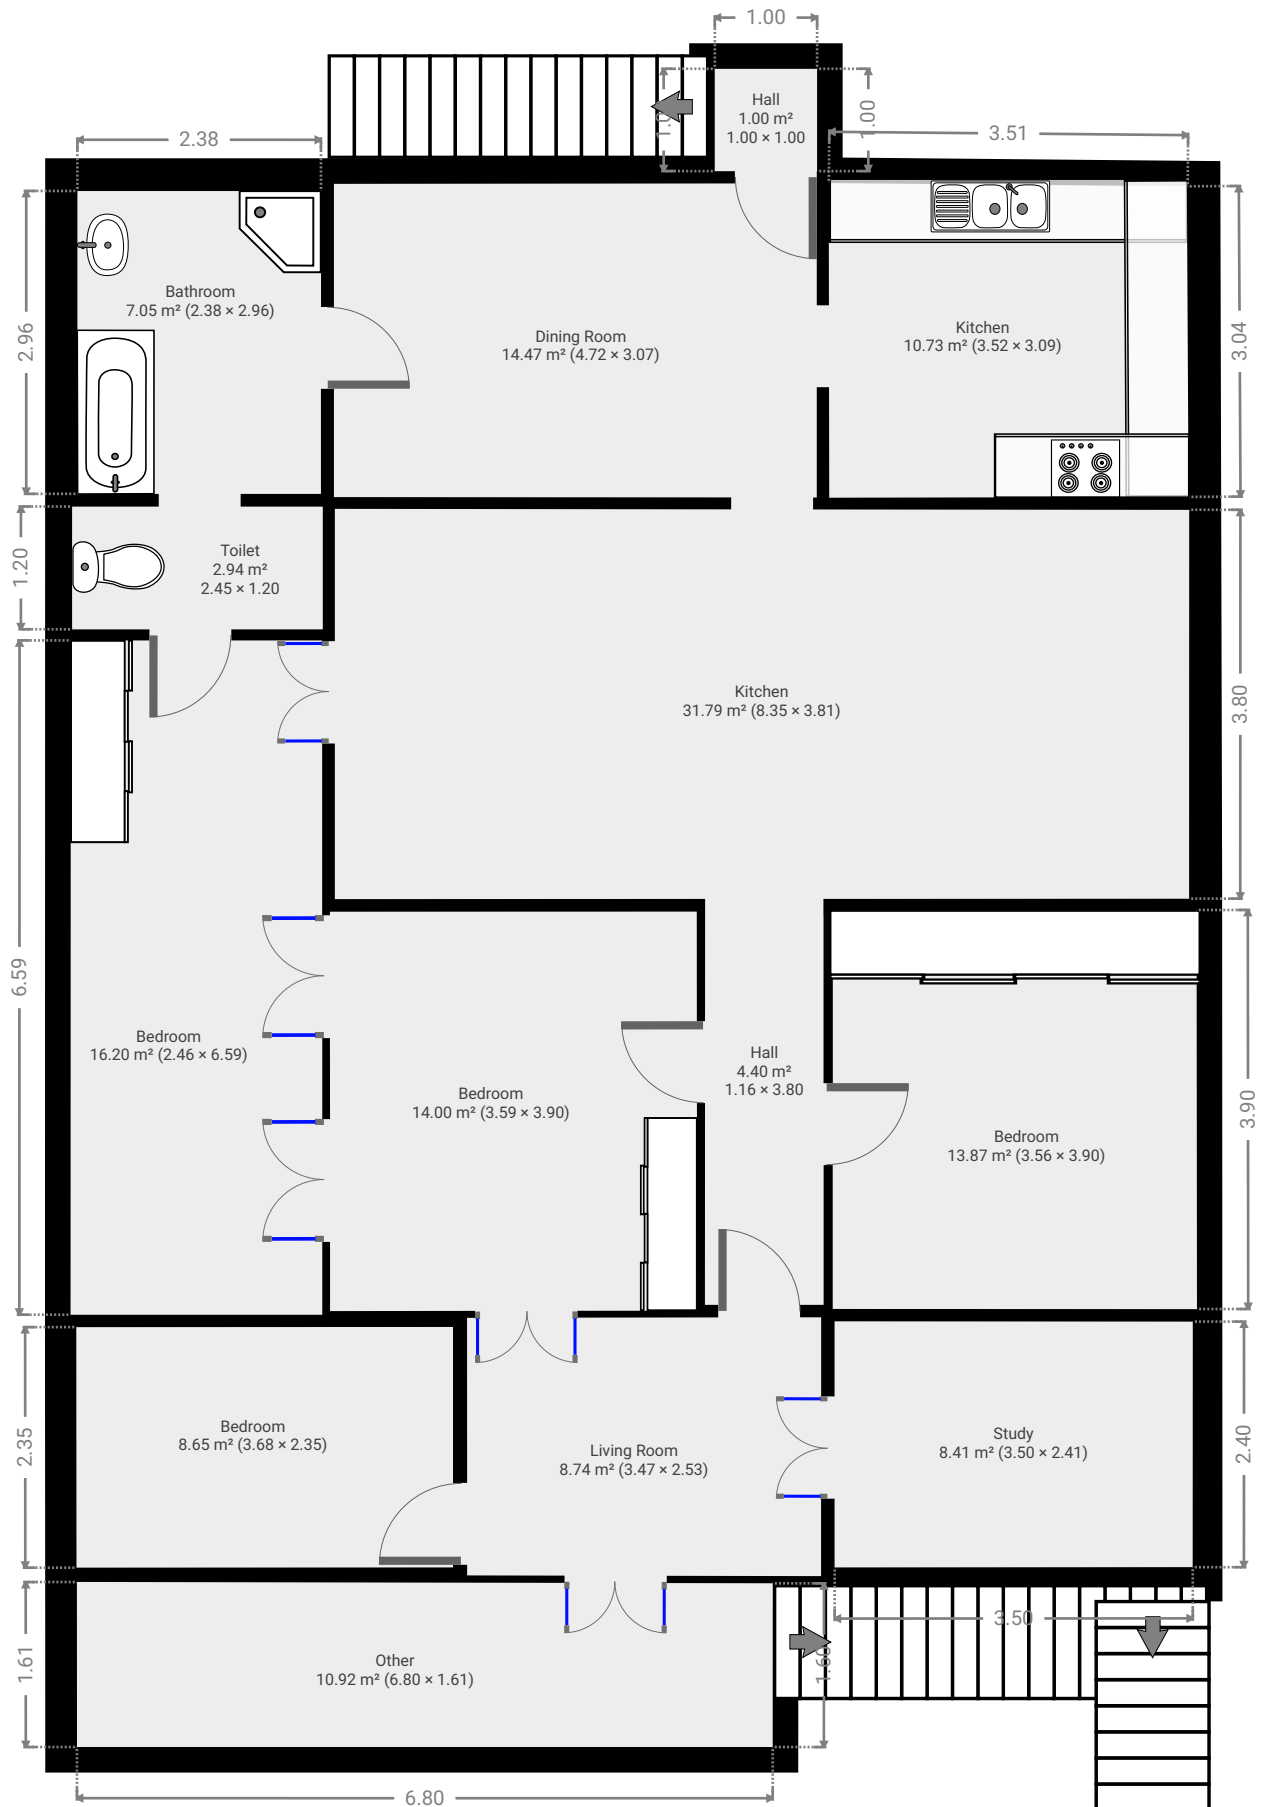 1.00
Hall
1.00 m²
1.00 × 1.00
1.00
2.38
3.51
2.96
Bathroom
7.05 m² (2.38 × 2.96)
Dining Room
14.47 m² (4.72 × 3.07)
Kitchen
10.73 m² (3.52 × 3.09)
3.04
1.20
Toilet
2.94 m²
2.45 × 1.20
Kitchen
31.79 m² (8.35 × 3.81)
3.80
6.59
Bedroom
16.20 m² (2.46 × 6.59)
Bedroom
14.00 m² (3.59 × 3.90)
Hall
4.40 m²
1.16 × 3.80
Bedroom
13.87 m² (3.56 × 3.90)
3.90
2.35
Bedroom
8.65 m² (3.68 × 2.35)
Living Room
8.74 m² (3.47 × 2.53)
Study
8.41 m² (3.50 × 2.41)
2.40
3.50
1.61
Other
10.92 m² (6.80 × 1.61)
1.60
6.80